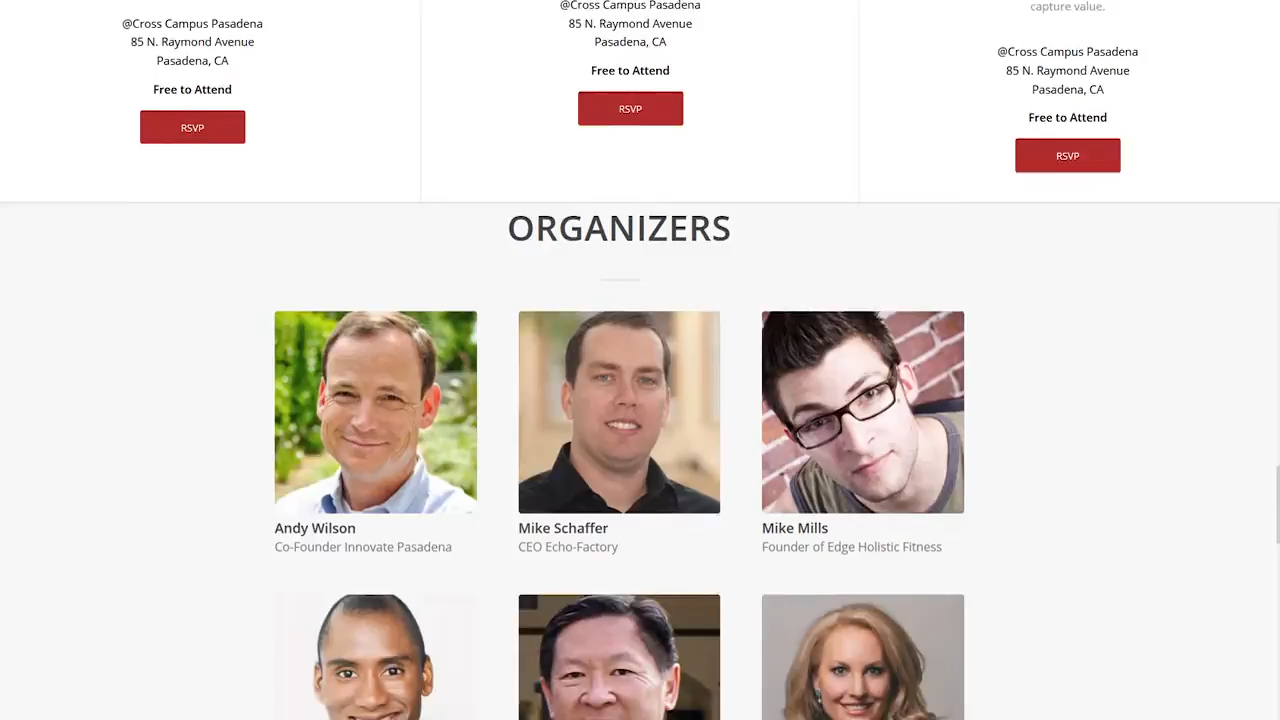 @Cross Campus Pasadena
85 N. Raymond Avenue
Pasadena, CA
Free to Attend
RSVP
@Cross Campus Pasadena
85 N. Raymond Avenue
Pasadena, CA
Free to Attend
RSVP
capture value.
@Cross Campus Pasadena
85 N. Raymond Avenue
Pasadena, CA
Free to Attend
RSVP
ORGANIZERS
Andy Wilson
Co-Founder Innovate Pasadena
Mike Schaffer
CEO Echo-Factory
Mike Mills
Founder of Edge Holistic Fitness